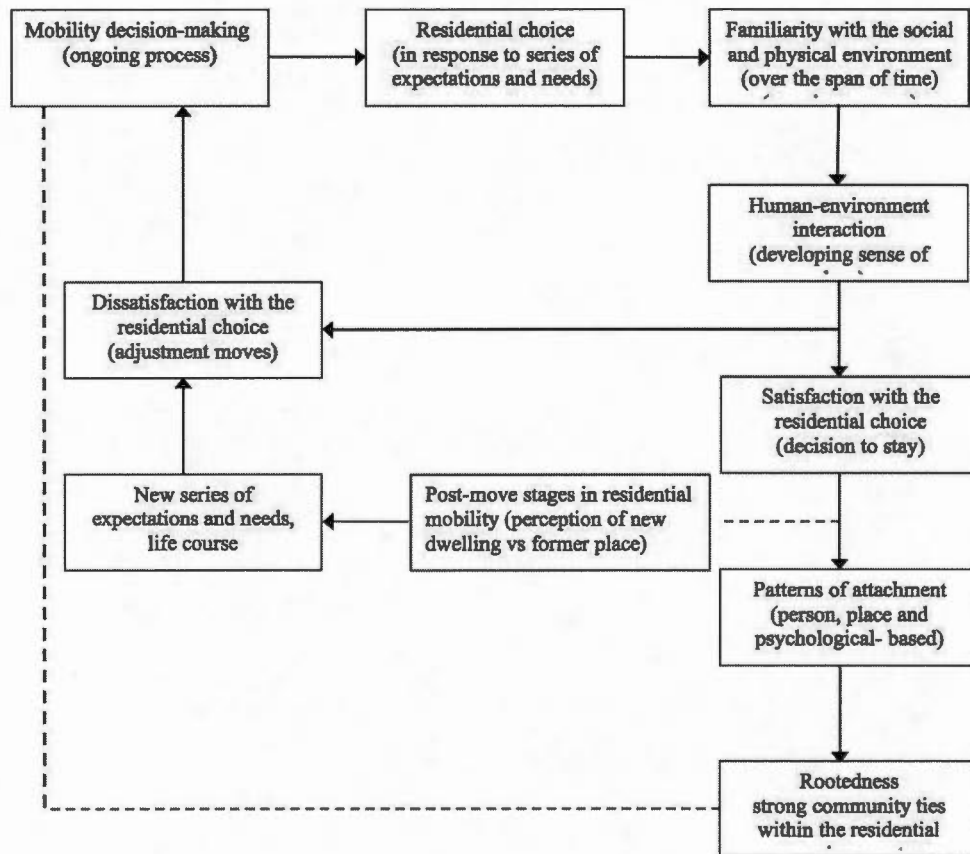 Mobility decision-making
(ongoing process)
Residential choice
(in response to series of
expectations and needs)
Familiarity with the social
and physical environment
(over the span of time)
Human-environment
interaction
(developing sense of
Dissatisfaction with the
residential choice
(adjustment moves)
Satisfaction with the
residential choice
(decision to stay)
New series of
expectations and needs,
life course
Post-move stages in residential
mobility (perception of new
dwelling vs former place)
Patterns of attachment
(person, place and
psychological- based)
Rootedness
strong community ties
within the residential